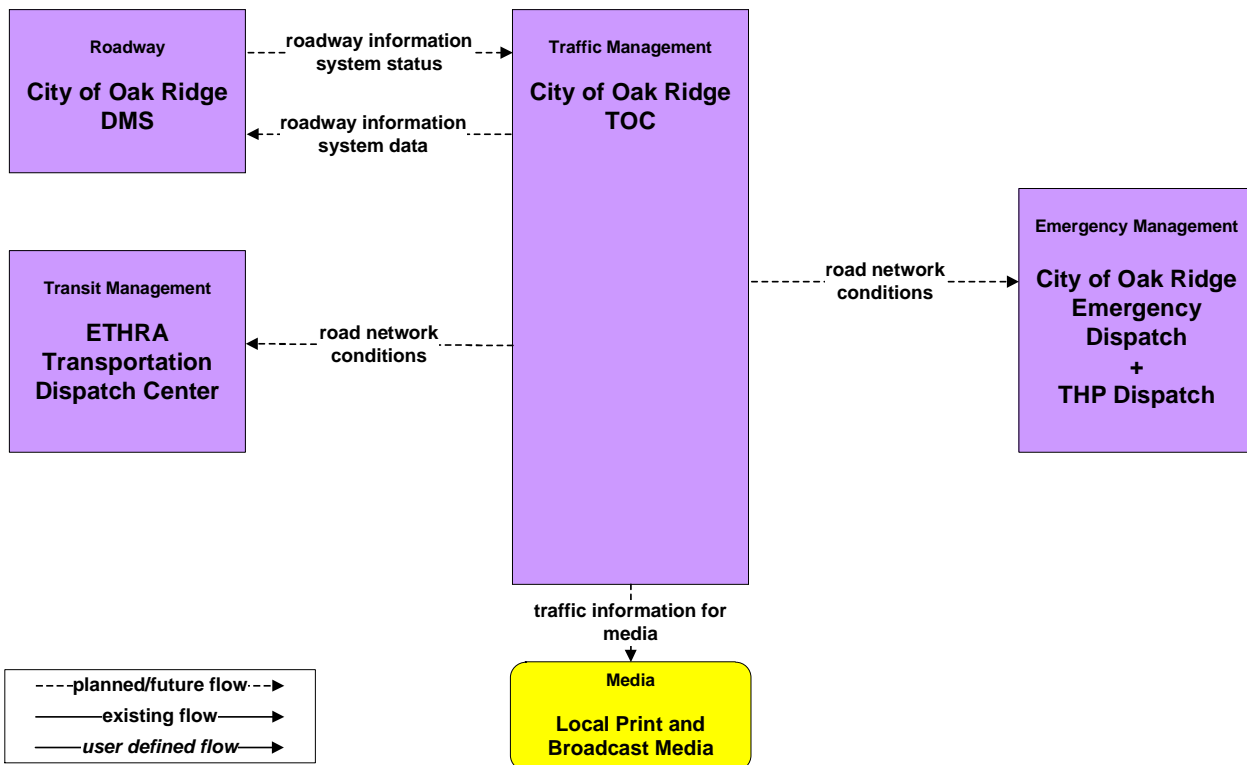 Roadway
City of Oak Ridge
DMS
roadway information
system status
roadway information
system data
Traffic Management
City of Oak Ridge
TOC
Transit Management
ETHRA
Transportation
Dispatch Center
road network
conditions
road network
conditions
Emergency Management
City of Oak Ridge
Emergency
Dispatch
+
THP Dispatch
traffic information for
media
Media
Local Print and
Broadcast Media
planned/future flow
existing flow
user defined flow